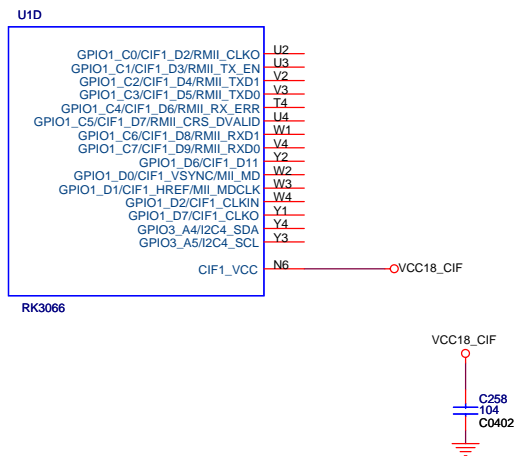 U1D
GPIO1_C0/CIF1_D2/RMII_CLKO U2
GPIO1_C1/CIF1_D3/RMII_TX_EN U3
GPIO1_C2/CIF1_D4/RMII_TXD1 V2
GPIO1_C3/CIF1_D5/RMII_TXD0 V3
GPIO1_C4/CIF1_D6/RMII_RX_ERR T4
GPIO1_C5/CIF1_D7/RMII_CRS_DVALID U4
GPIO1_C6/CIF1_D8/RMII_RXD1 W1
GPIO1_C7/CIF1_D9/RMII_RXD0 V4
GPIO1_D6/CIF1_D11 Y2
GPIO1_D0/CIF1_VSYNC/MII_MD W2
GPIO1_D1/CIF1_HREF/MII_MDCLK W3
GPIO1_D2/CIF1_CLKIN W4
GPIO1_D7/CIF1_CLKO Y1
GPIO3_A4/I2C4_SDA Y4
GPIO3_A5/I2C4_SCL Y3
CIF1_VCC N6 VCC18_CIF
RK3066
VCC18_CIF
C258
104
C0402